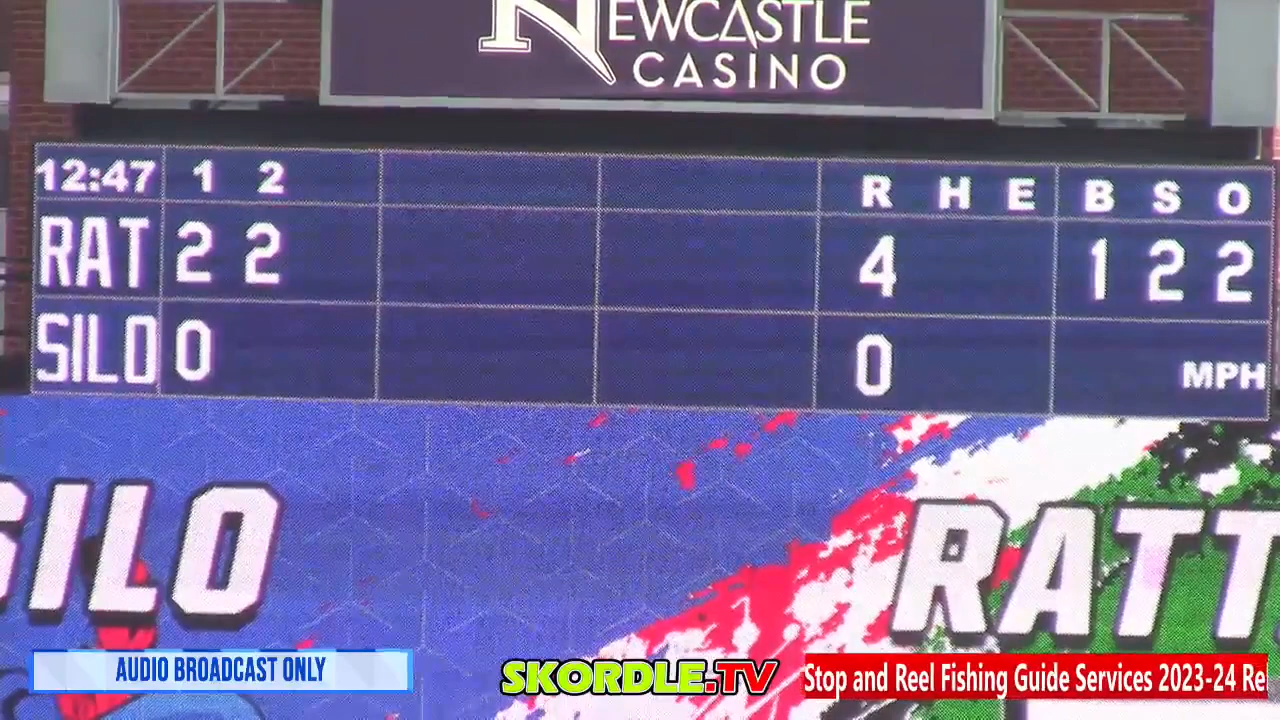 NEWCASTLE
CASINO
12:47 1 2 R H E B S O
RAT 2 2 4 1 2 2
SILO 0 0 MPH
SILO RATT
AUDIO BROADCAST ONLY SKORDLE.TV Stop and Reel Fishing Guide Services 2023-24 Re